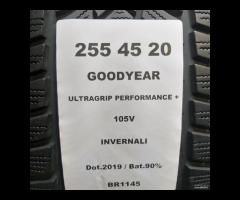 255 45 20
GOODYEAR
ULTRAGRIP PERFORMANCE +
105V
INVERNALI
Dot.2019 / Bat.90%
BR1145